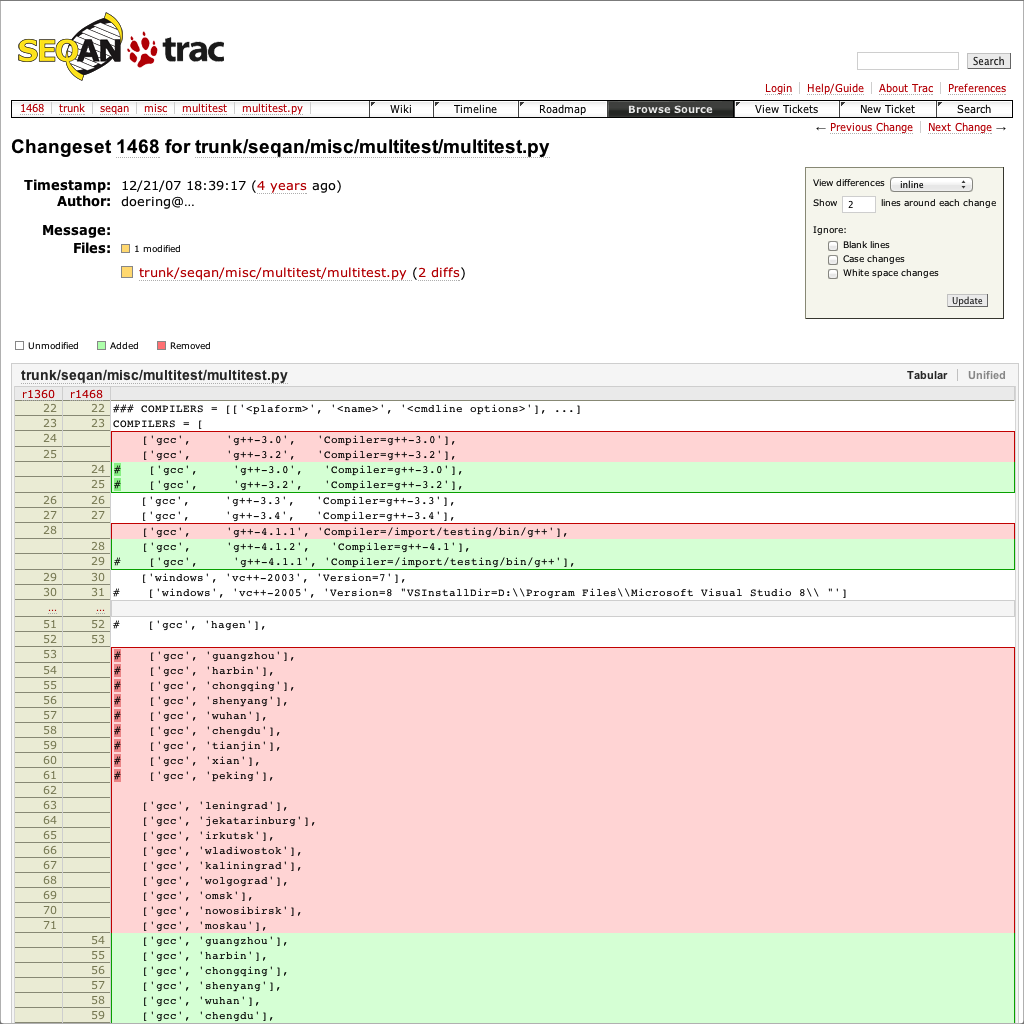 SEQAN trac
Search
Login Help/Guide About Trac Preferences
1468 trunk seqan misc multitest multitest.py Wiki Timeline Roadmap Browse Source View Tickets New Ticket Search
← Previous Change Next Change →
Changeset 1468 for trunk/seqan/misc/multitest/multitest.py
Timestamp: 12/21/07 18:39:17 (4 years ago)
Author: doering@…
Message:
Files: 1 modified
trunk/seqan/misc/multitest/multitest.py (2 diffs)
View differences inline
Show 2 lines around each change
Ignore:
Blank lines
Case changes
White space changes
Update
Unmodified Added Removed
trunk/seqan/misc/multitest/multitest.py Tabular Unified
r1360 r1468
22 22 ### COMPILERS = [['<plaform>', '<name>', '<cmdline options>'], ...]
23 23 COMPILERS = [
24 ['gcc', 'g++-3.0', 'Compiler=g++-3.0'],
25 ['gcc', 'g++-3.2', 'Compiler=g++-3.2'],
24 # ['gcc', 'g++-3.0', 'Compiler=g++-3.0'],
25 # ['gcc', 'g++-3.2', 'Compiler=g++-3.2'],
26 26 ['gcc', 'g++-3.3', 'Compiler=g++-3.3'],
27 27 ['gcc', 'g++-3.4', 'Compiler=g++-3.4'],
28 ['gcc', 'g++-4.1.1', 'Compiler=/import/testing/bin/g++'],
28 ['gcc', 'g++-4.1.2', 'Compiler=g++-4.1'],
29 # ['gcc', 'g++-4.1.1', 'Compiler=/import/testing/bin/g++'],
29 30 ['windows', 'vc++-2003', 'Version=7'],
30 31 # ['windows', 'vc++-2005', 'Version=8 "VSInstallDir=D:\\Program Files\\Microsoft Visual Studio 8\\ "']
… …
51 52 # ['gcc', 'hagen'],
52 53
53 # ['gcc', 'guangzhou'],
54 # ['gcc', 'harbin'],
55 # ['gcc', 'chongqing'],
56 # ['gcc', 'shenyang'],
57 # ['gcc', 'wuhan'],
58 # ['gcc', 'chengdu'],
59 # ['gcc', 'tianjin'],
60 # ['gcc', 'xian'],
61 # ['gcc', 'peking'],
62
63 ['gcc', 'leningrad'],
64 ['gcc', 'jekatarinburg'],
65 ['gcc', 'irkutsk'],
66 ['gcc', 'wladiwostok'],
67 ['gcc', 'kaliningrad'],
68 ['gcc', 'wolgograd'],
69 ['gcc', 'omsk'],
70 ['gcc', 'nowosibirsk'],
71 ['gcc', 'moskau'],
54 ['gcc', 'guangzhou'],
55 ['gcc', 'harbin'],
56 ['gcc', 'chongqing'],
57 ['gcc', 'shenyang'],
58 ['gcc', 'wuhan'],
59 ['gcc', 'chengdu'],